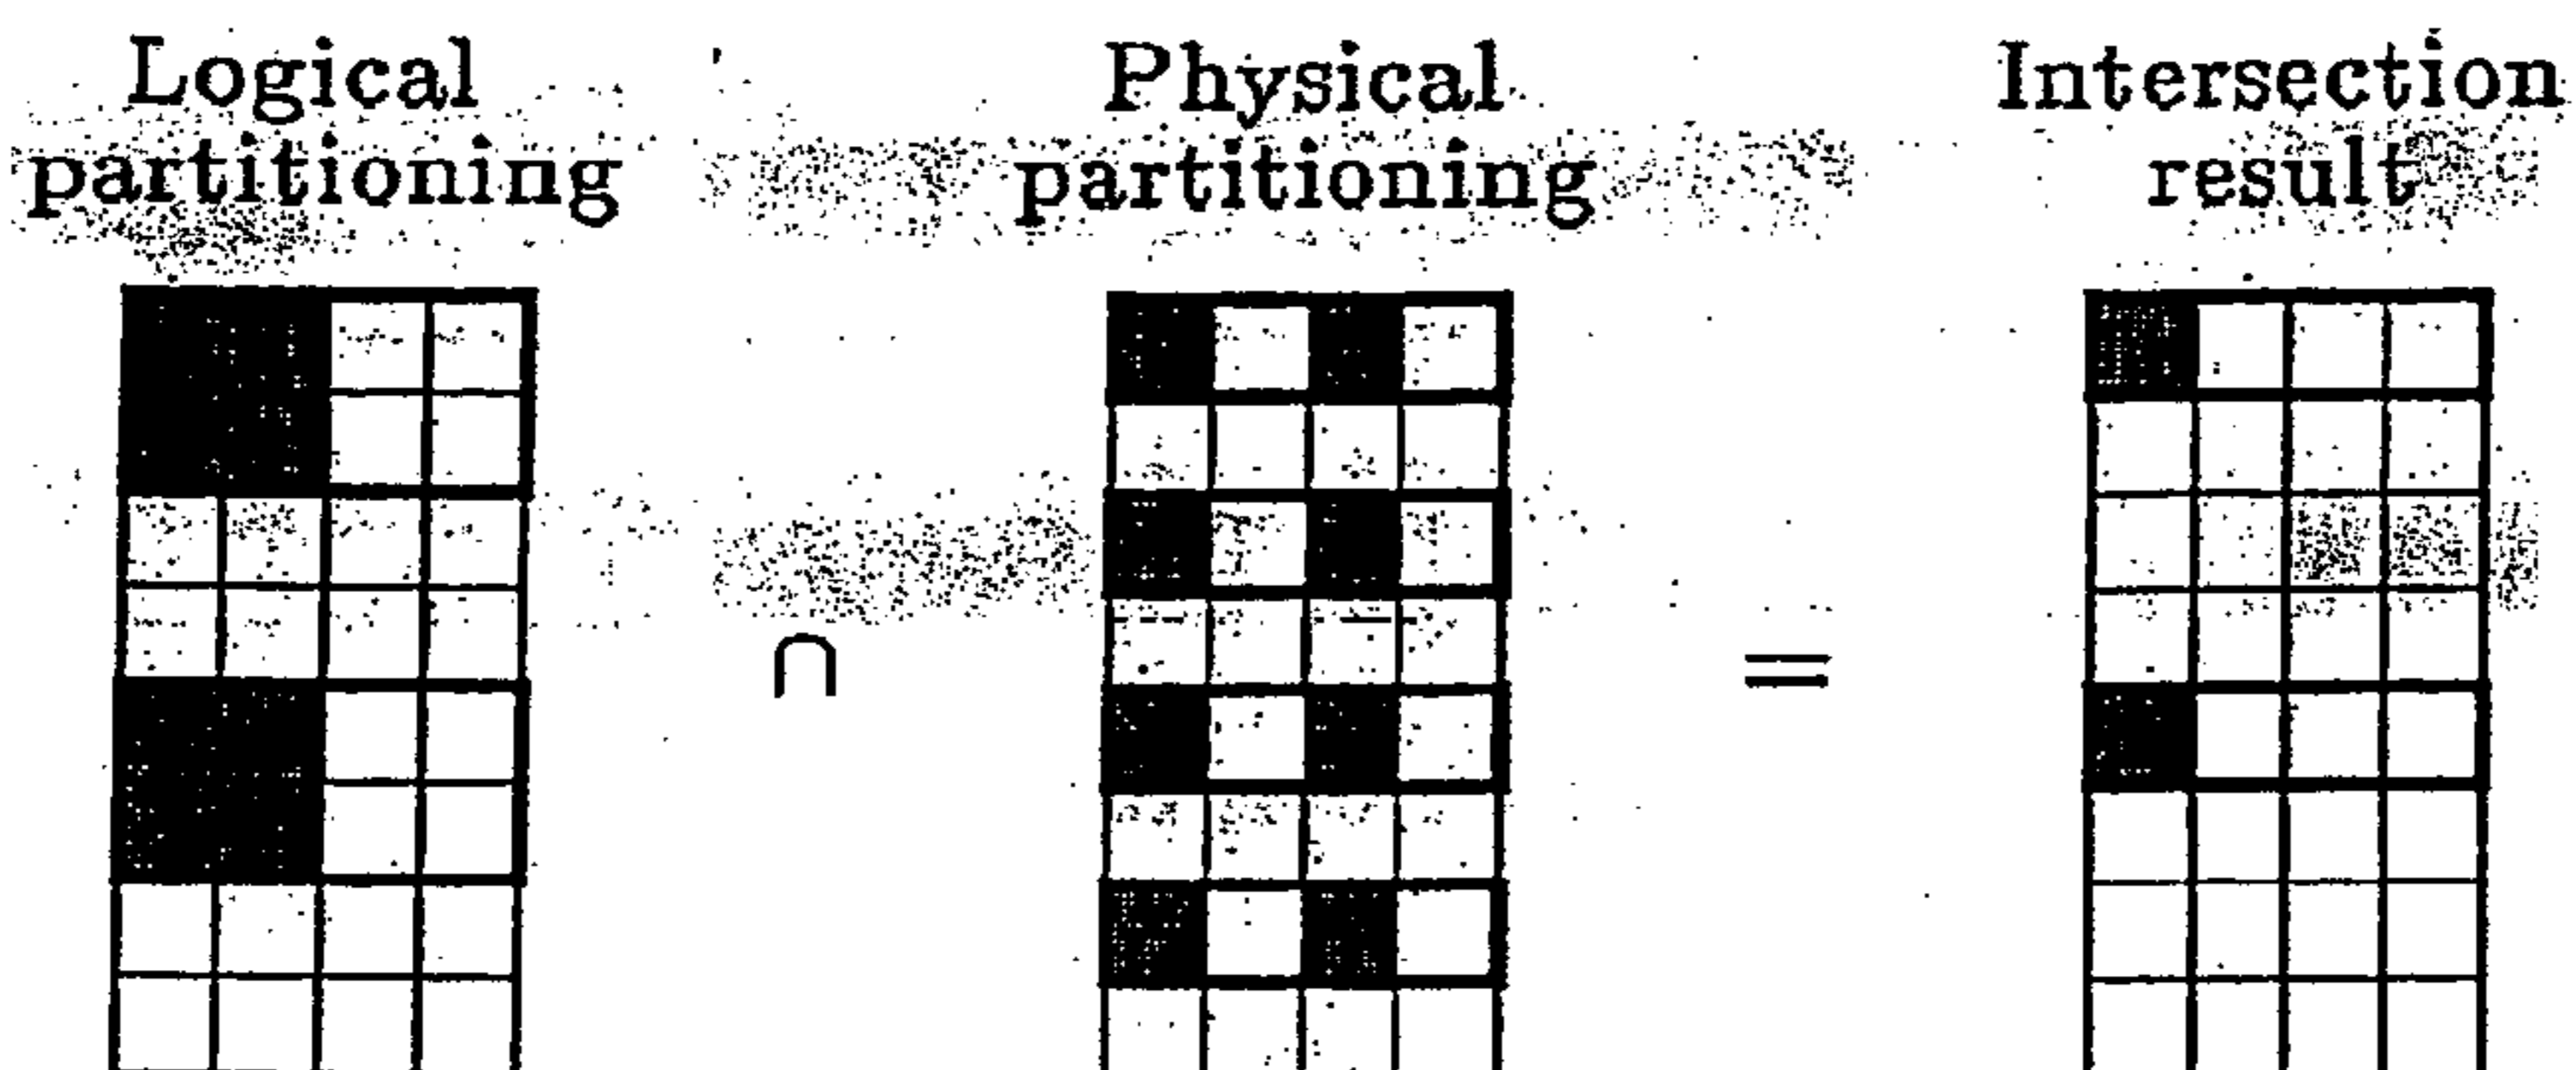 Logical
partitioning
Physical
partitioning
Intersection
result
∩
=